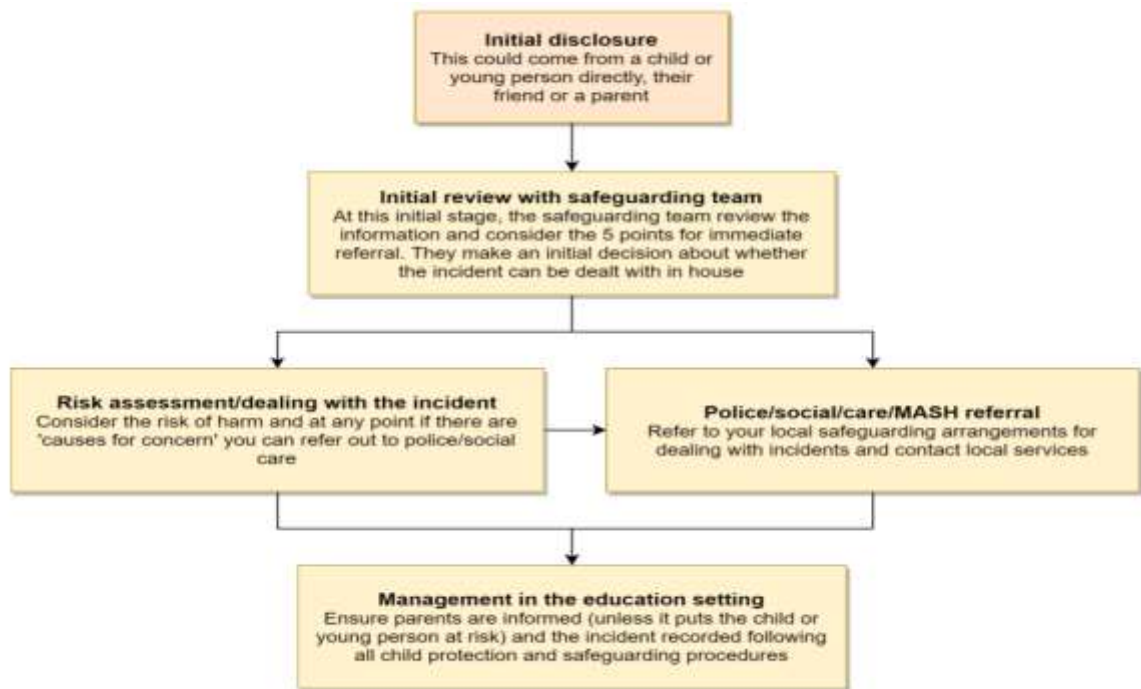 Initial disclosure
This could come from a child or
young person directly, their
friend or a parent
Initial review with safeguarding team
At this initial stage, the safeguarding team review the
information and consider the 5 points for immediate
referral. They make an initial decision about whether
the incident can be dealt with in house
Risk assessment/dealing with the incident
Consider the risk of harm and at any point if there are
'causes for concern' you can refer out to police/social
care
Police/social/care/MASH referral
Refer to your local safeguarding arrangements for
dealing with incidents and contact local services
Management in the education setting
Ensure parents are informed (unless it puts the child or
young person at risk) and the incident recorded following
all child protection and safeguarding procedures